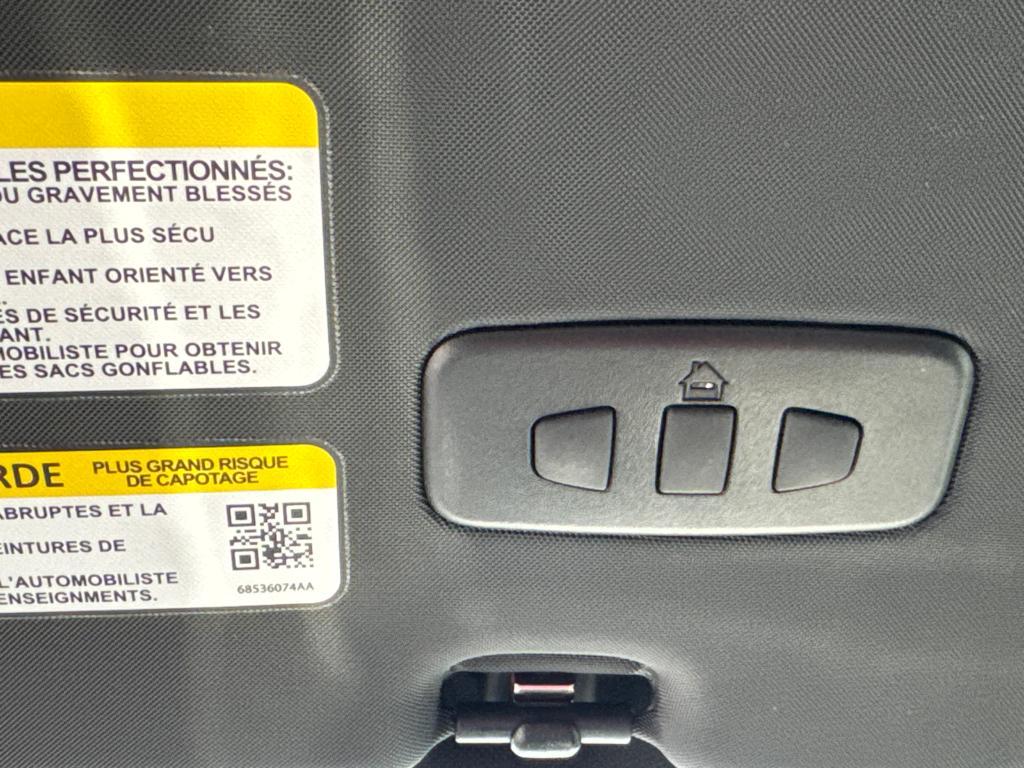 LES PERFECTIONNÉS:
OU GRAVEMENT BLESSÉS
ACE LA PLUS SÉCU
ENFANT ORIENTÉ VERS
.
ES DE SÉCURITÉ ET LES
ANT.
MOBILISTE POUR OBTENIR
ES SACS GONFLABLES.
RDE PLUS GRAND RISQUE
DE CAPOTAGE
ABRUPTES ET LA
EINTURES DE
L'AUTOMOBILISTE
ENSEIGNMENTS.
68536074AA